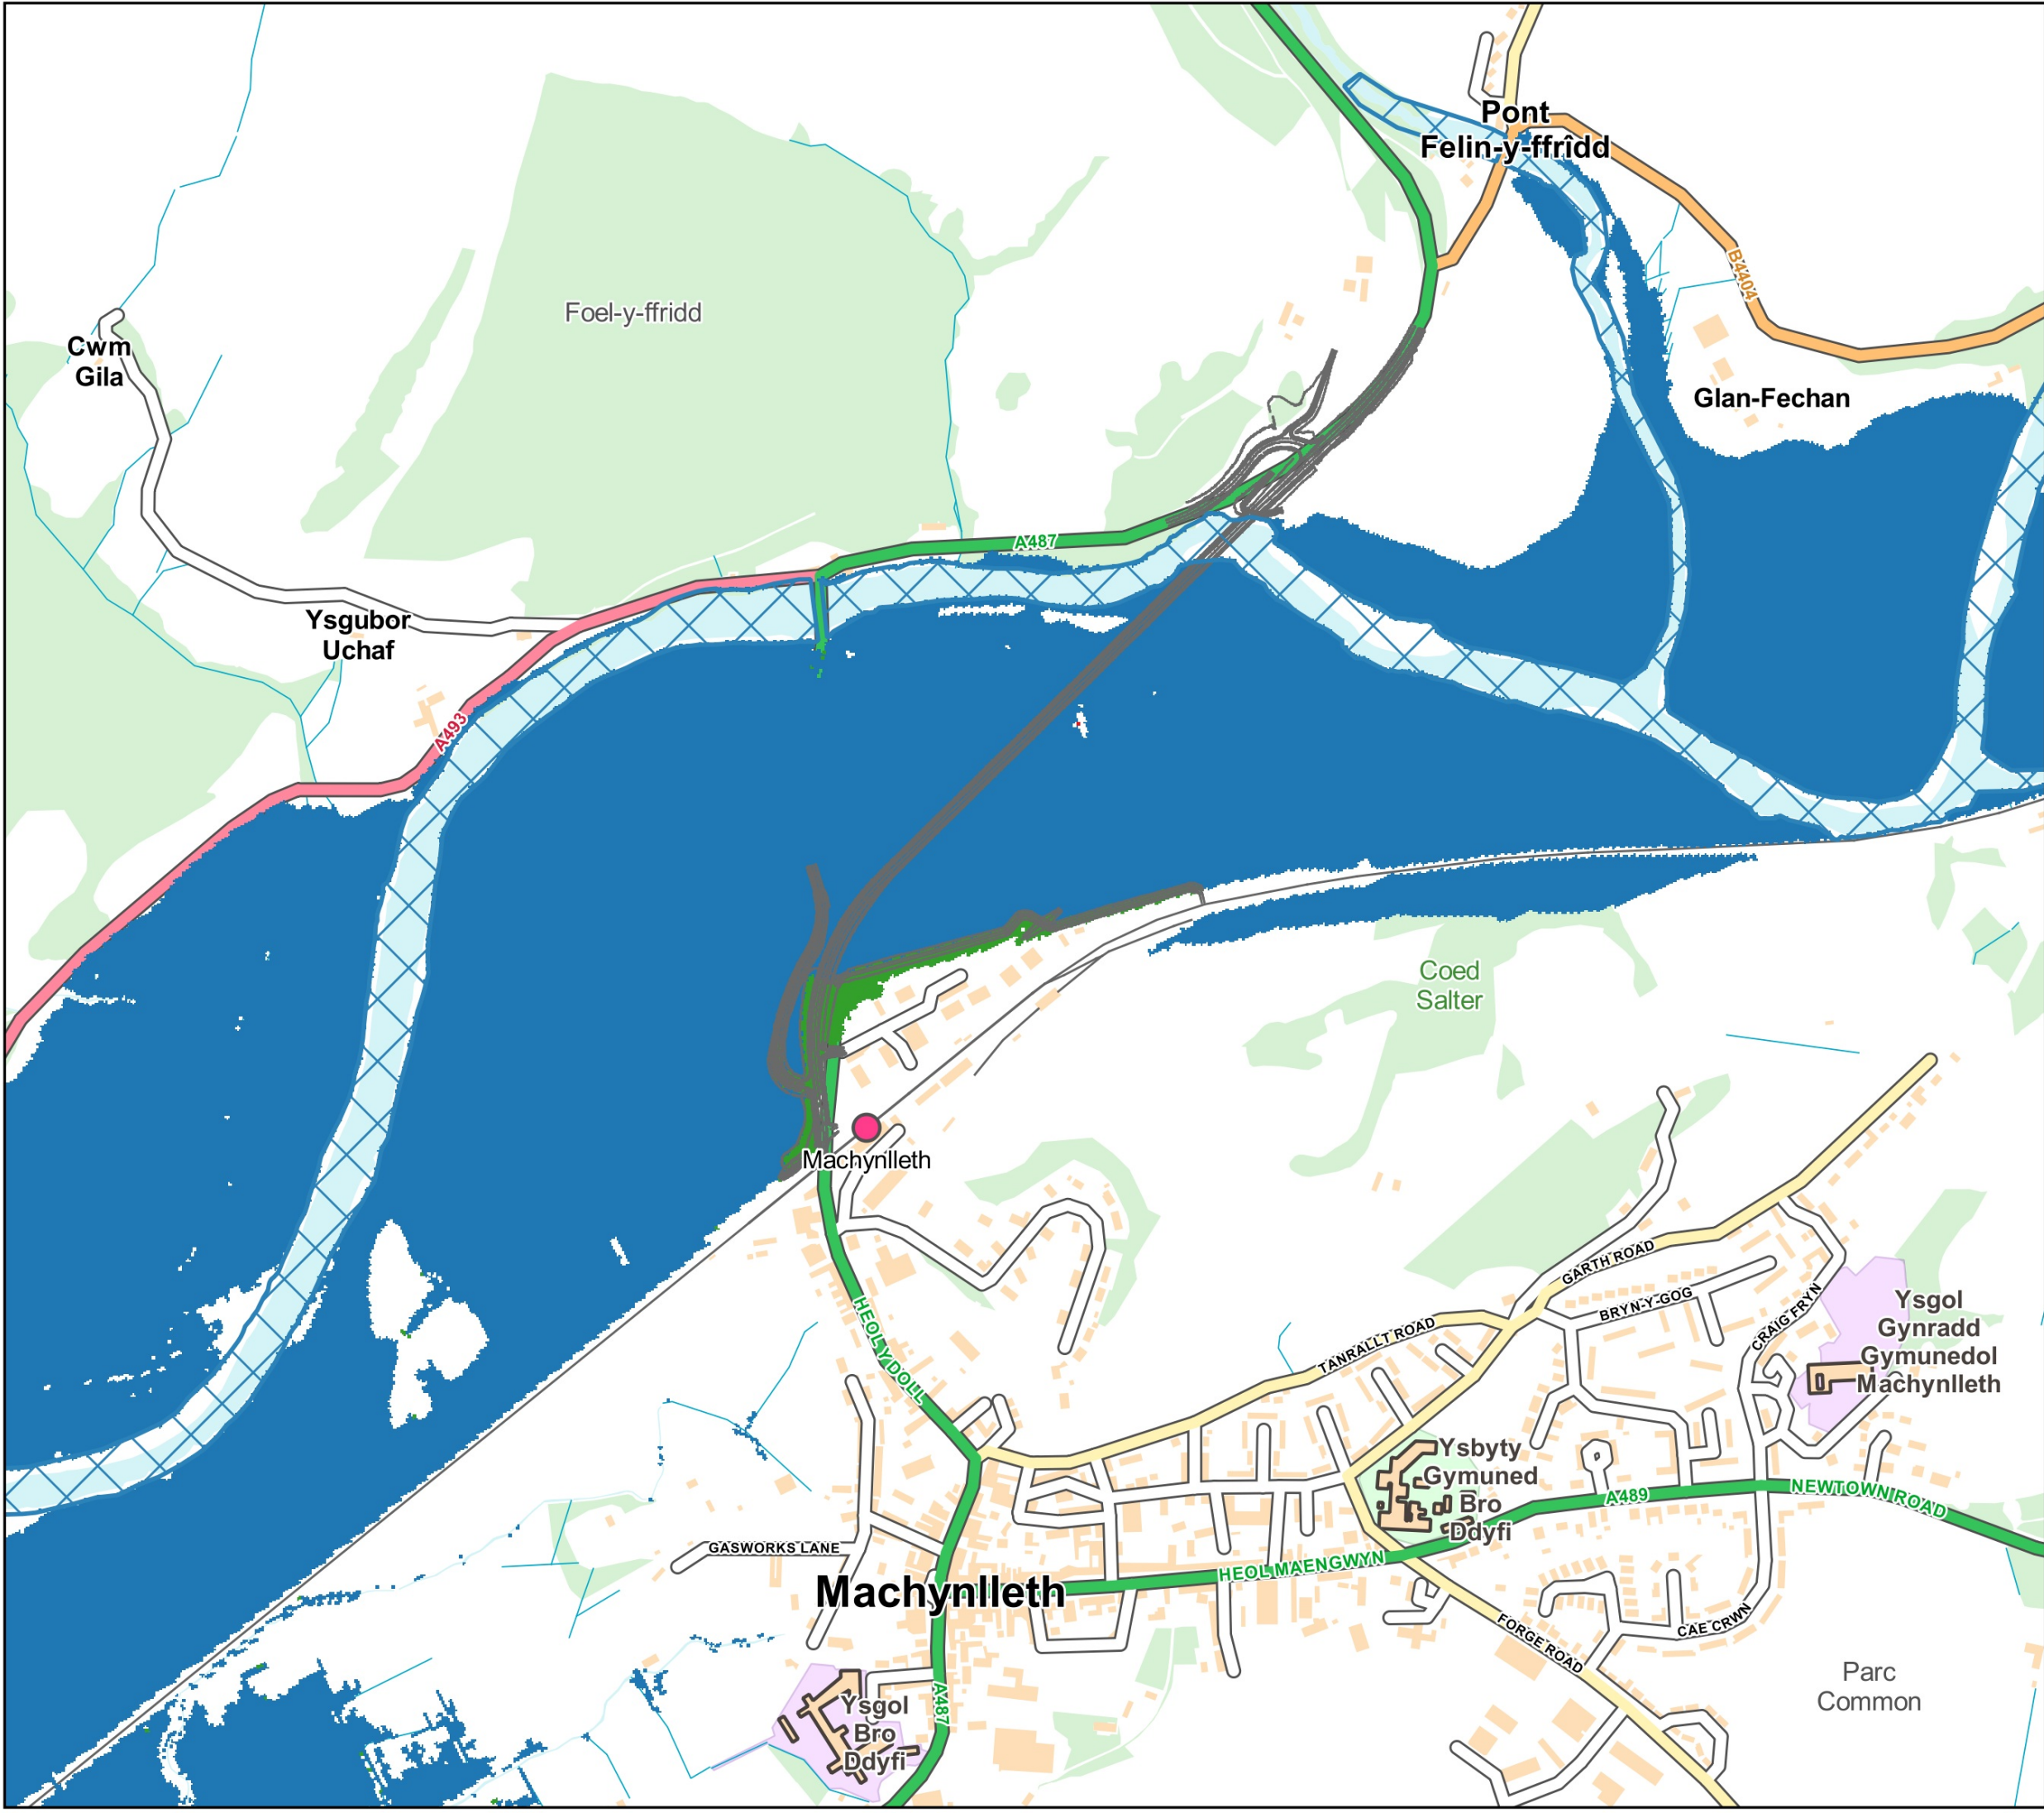 Pont
Felin-y-ffrîdd
B4404
Foel-y-ffridd
Cwm
Gila
Glan-Fechan
A487
Ysgubor
Uchaf
A493
Coed
Salter
Machynlleth
GARTH ROAD
BRYN-Y-GOG
CRAIG FRYN
Ysgol
Gynradd
Gymunedol
Machynlleth
HEOL Y DOLL
TANRALLT ROAD
Ysbyty
Gymuned
Bro
Ddyfi
A489
NEWTOWN ROAD
GASWORKS LANE
HEOL MAENGWYN
Machynlleth
FORGE ROAD
CAE CRWN
Parc
Common
A487
Ysgol
Bro
Ddyfi